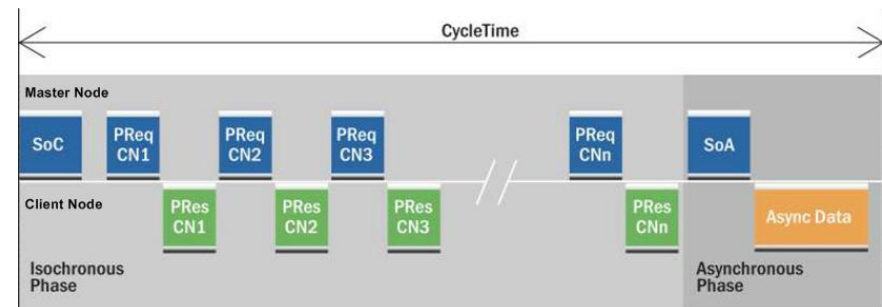 CycleTime
Master Node
SoC
PReq
CN1
PReq
CN2
PReq
CN3
PReq
CNn
SoA
Client Node
PRes
CN1
PRes
CN2
PRes
CN3
PRes
CNn
Async Data
Isochronous
Phase
Asynchronous
Phase